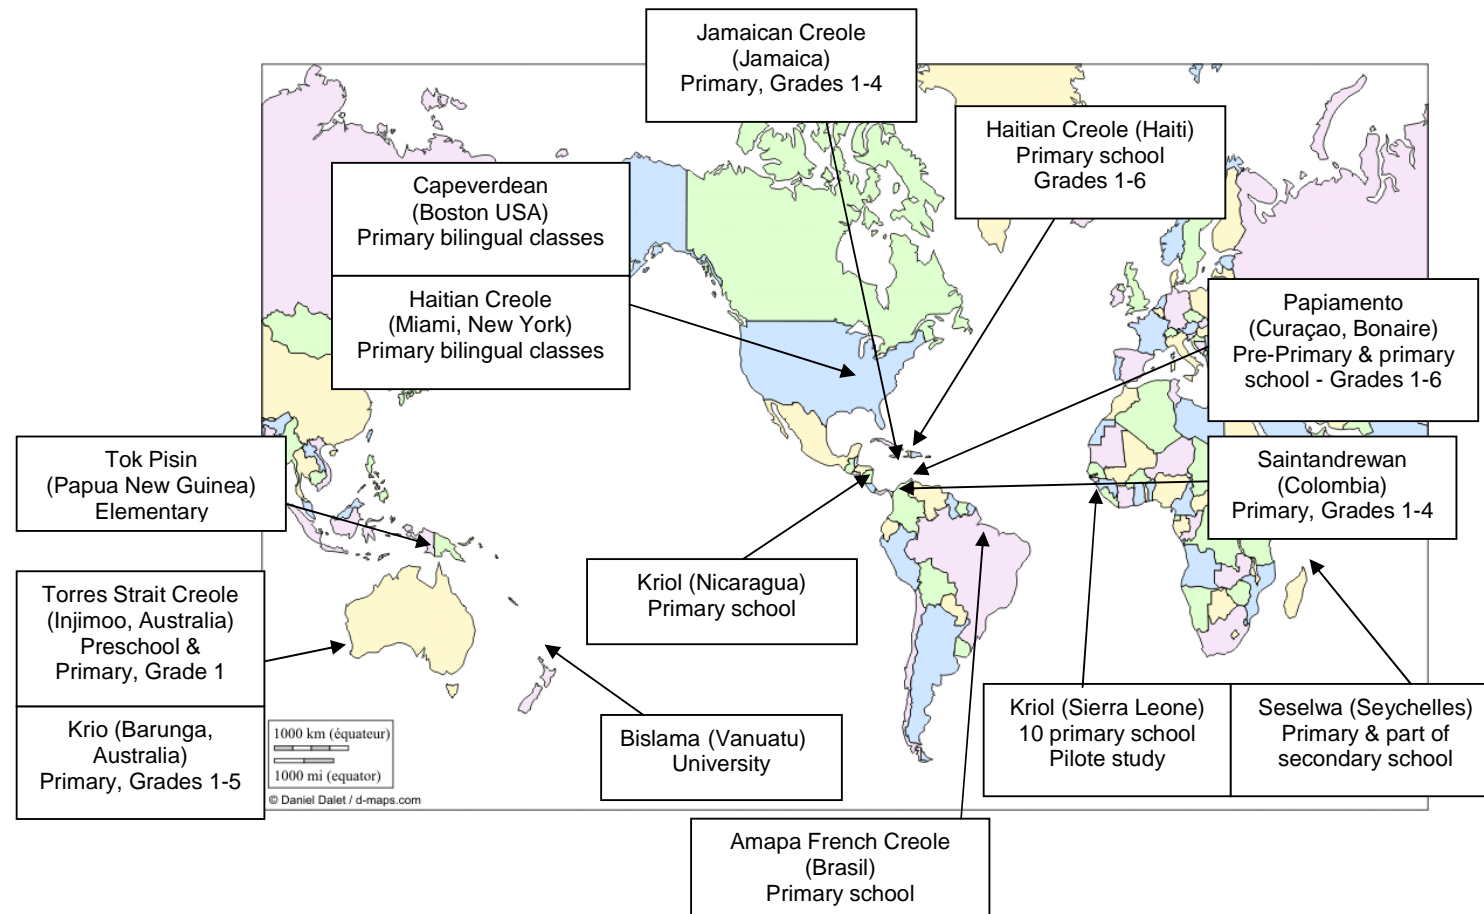 Jamaican Creole
(Jamaica)
Primary, Grades 1-4
Haitian Creole (Haiti)
Primary school
Grades 1-6
Capeverdean
(Boston USA)
Primary bilingual classes
Haitian Creole
(Miami, New York)
Primary bilingual classes
Papiamento
(Curaçao, Bonaire)
Pre-Primary & primary
school - Grades 1-6
Tok Pisin
(Papua New Guinea)
Elementary
Saintandrewan
(Colombia)
Primary, Grades 1-4
Torres Strait Creole
(Injimoo, Australia)
Preschool &
Primary, Grade 1
Kriol (Nicaragua)
Primary school
Krio (Barunga,
Australia)
Primary, Grades 1-5
Bislama (Vanuatu)
University
Kriol (Sierra Leone)
10 primary school
Pilote study
Seselwa (Seychelles)
Primary & part of
secondary school
1000 km (équateur)
1000 mi (equator)
© Daniel Dalet / d-maps.com
Amapa French Creole
(Brasil)
Primary school